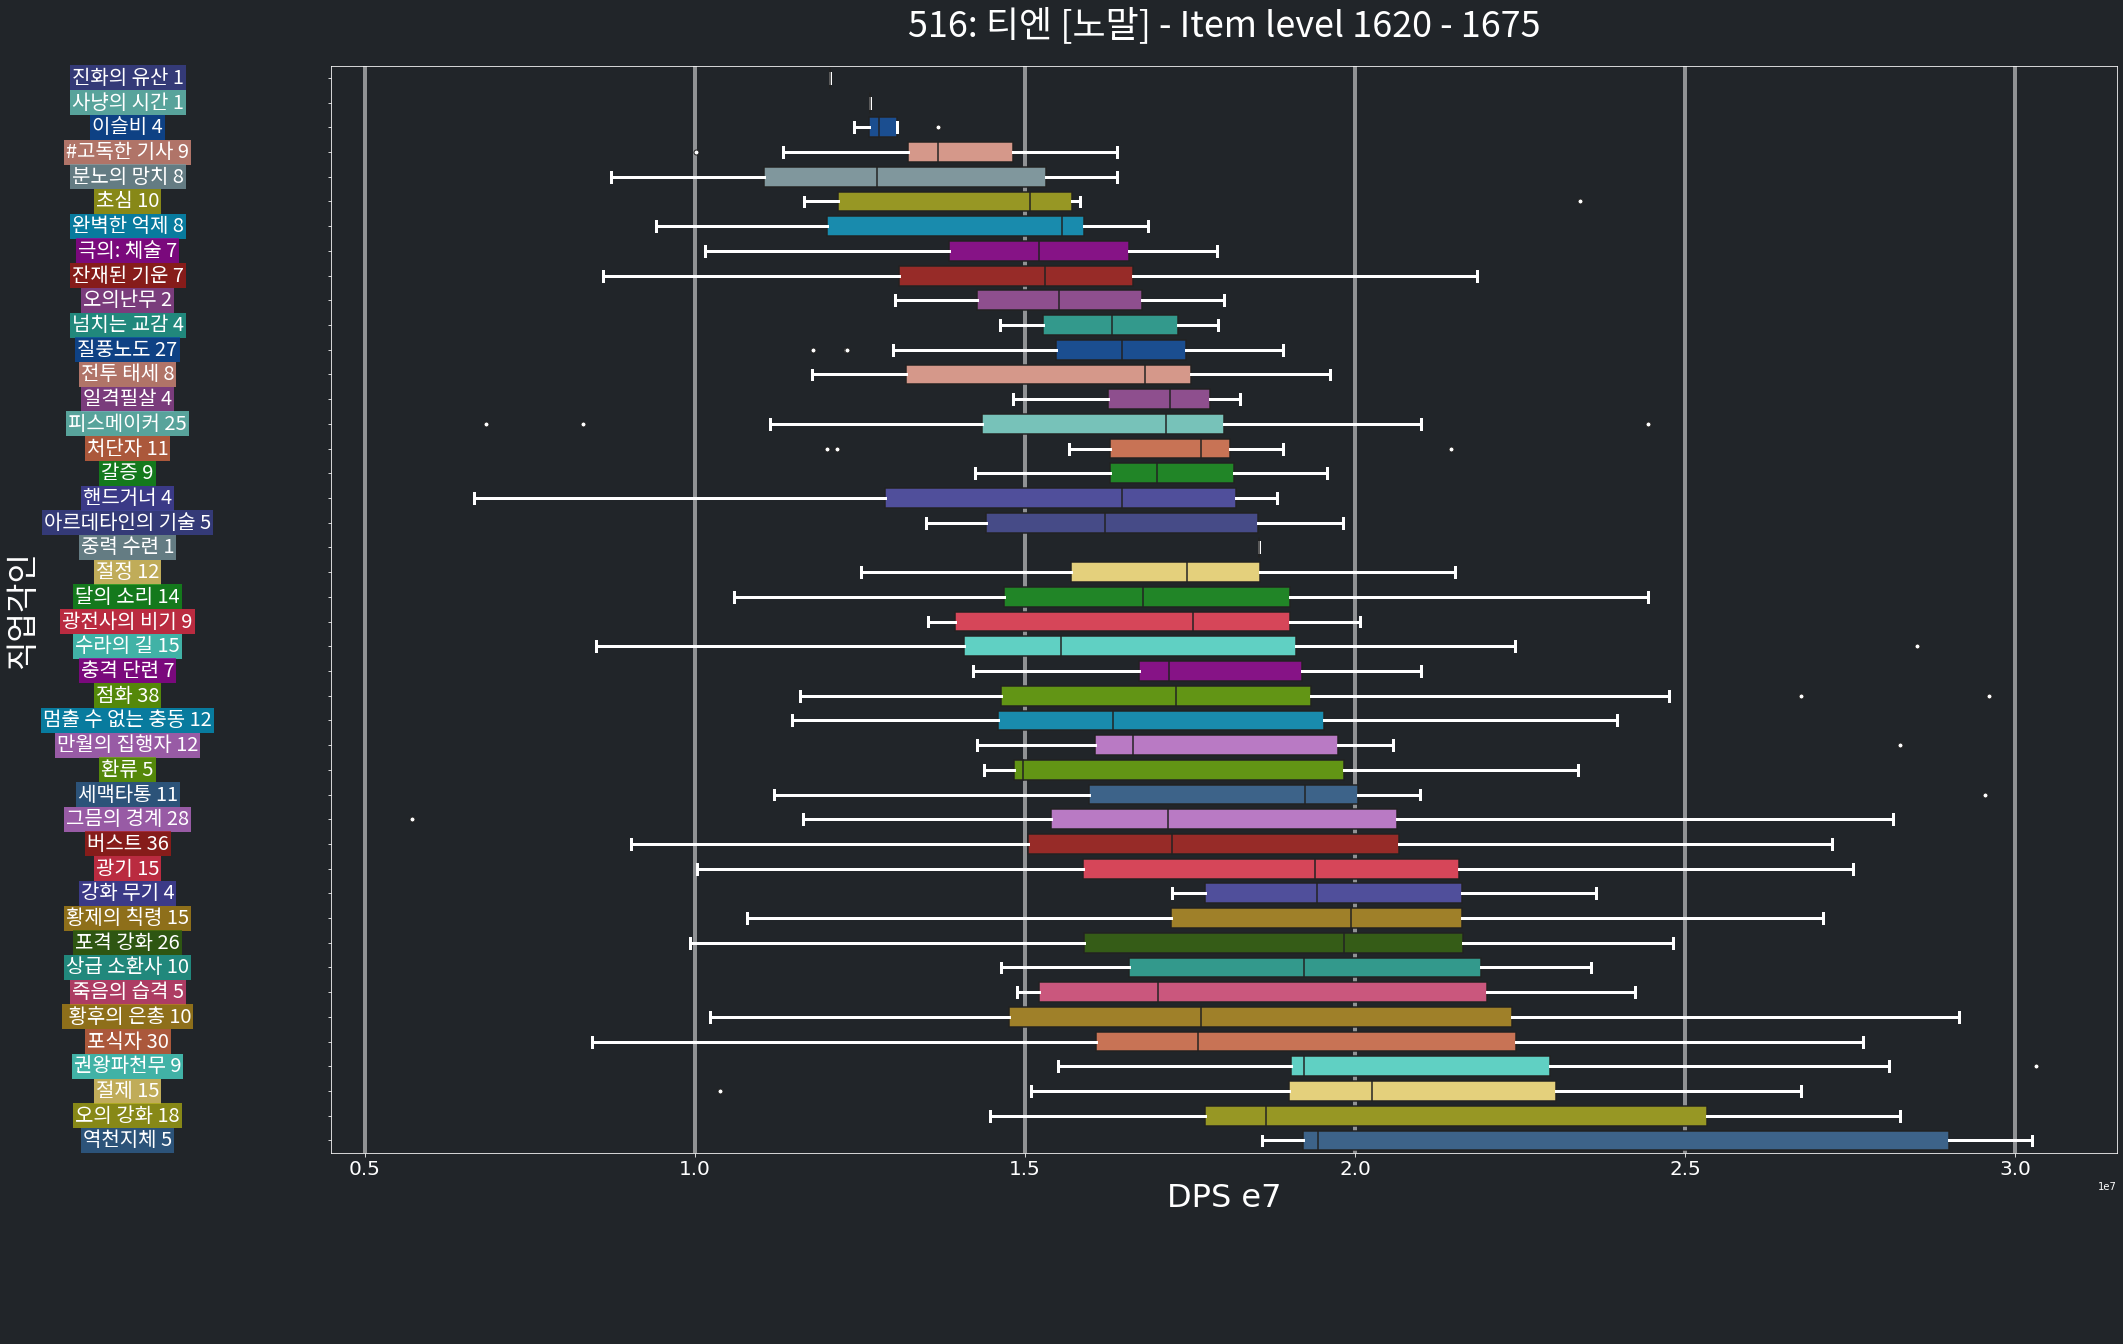 516: 티엔 [노말] - Item level 1620 - 1675
직업각인
진화의 유산 1
사냥의 시간 1
이슬비 4
#고독한 기사 9
분노의 망치 8
초심 10
완벽한 억제 8
극의: 체술 7
잔재된 기운 7
오의난무 2
넘치는 교감 4
질풍노도 27
전투 태세 8
일격필살 4
피스메이커 25
처단자 11
갈증 9
핸드거너 4
아르데타인의 기술 5
중력 수련 1
절정 12
달의 소리 14
광전사의 비기 9
수라의 길 15
충격 단련 7
점화 38
멈출 수 없는 충동 12
만월의 집행자 12
환류 5
세맥타통 11
그믐의 경계 28
버스트 36
광기 15
강화 무기 4
황제의 칙령 15
포격 강화 26
상급 소환사 10
죽음의 습격 5
황후의 은총 10
포식자 30
권왕파천무 9
절제 15
오의 강화 18
역천지체 5
0.5 1.0 1.5 2.0 2.5 3.0
1e7
DPS e7